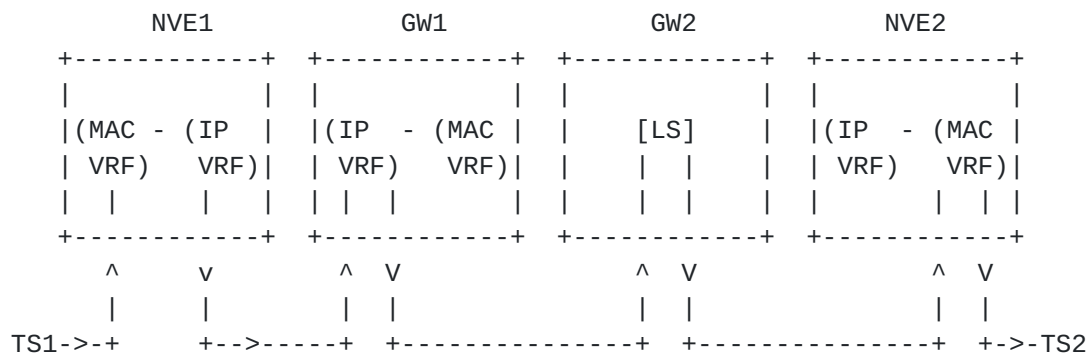 NVE1             GW1             GW2            NVE2
     +------------+  +------------+  +------------+  +------------+
     |            |  |            |  |            |  |            |
     |(MAC - (IP  |  |(IP  - (MAC |  |    [LS]    |  |(IP  - (MAC |
     | VRF)   VRF)|  | VRF)   VRF)|  |    |  |    |  | VRF)   VRF)|
     |  |     |   |  | |  |       |  |    |  |    |  |       |  | |
     +------------+  +------------+  +------------+  +------------+
        ^     v        ^  V               ^  V               ^  V
        |     |        |  |               |  |               |  |
TS1->-+     +-->-----+  +---------------+  +---------------+  +->-TS2